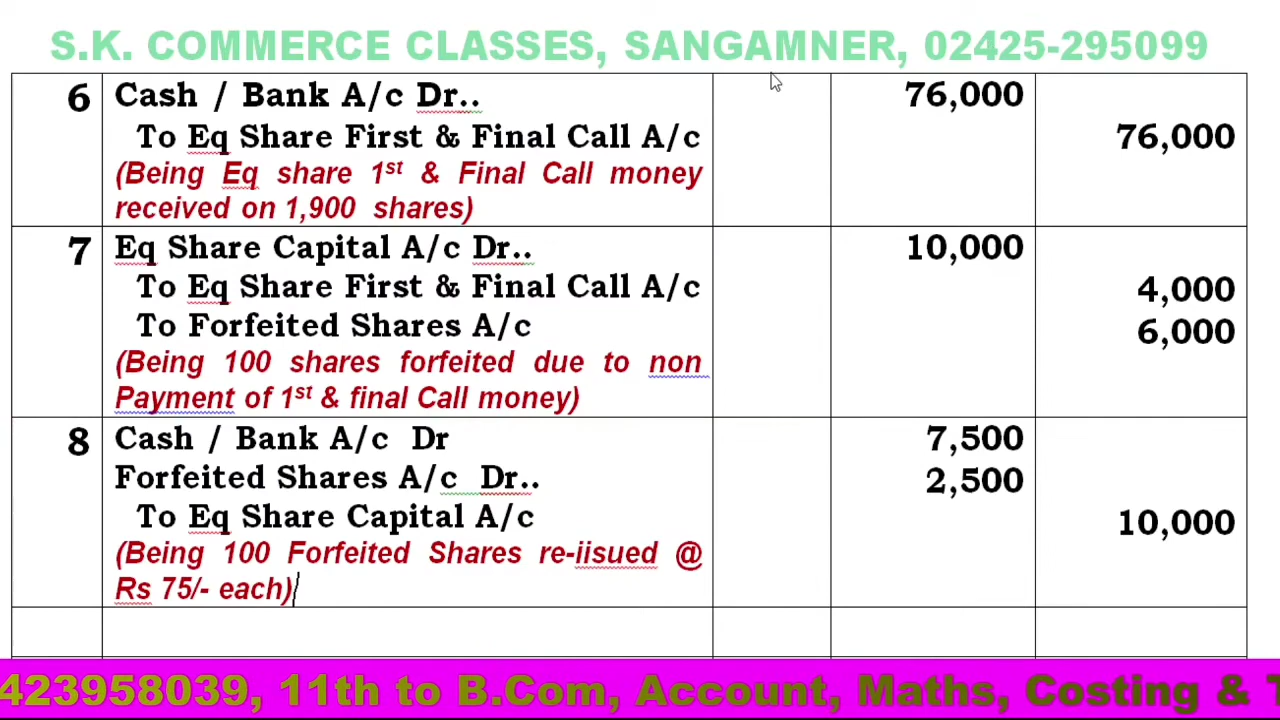 S.K. COMMERCE CLASSES, SANGAMNER, 02425-295099
6 Cash / Bank A/c Dr.. 76,000
To Eq Share First & Final Call A/c 76,000
(Being Eq share 1st & Final Call money
received on 1,900 shares)
7 Eq Share Capital A/c Dr.. 10,000
To Eq Share First & Final Call A/c 4,000
To Forfeited Shares A/c 6,000
(Being 100 shares forfeited due to non
Payment of 1st & final Call money)
8 Cash / Bank A/c Dr 7,500
Forfeited Shares A/c Dr.. 2,500
To Eq Share Capital A/c 10,000
(Being 100 Forfeited Shares re-iisued @
Rs 75/- each)
423958039, 11th to B.Com, Account, Maths, Costing &